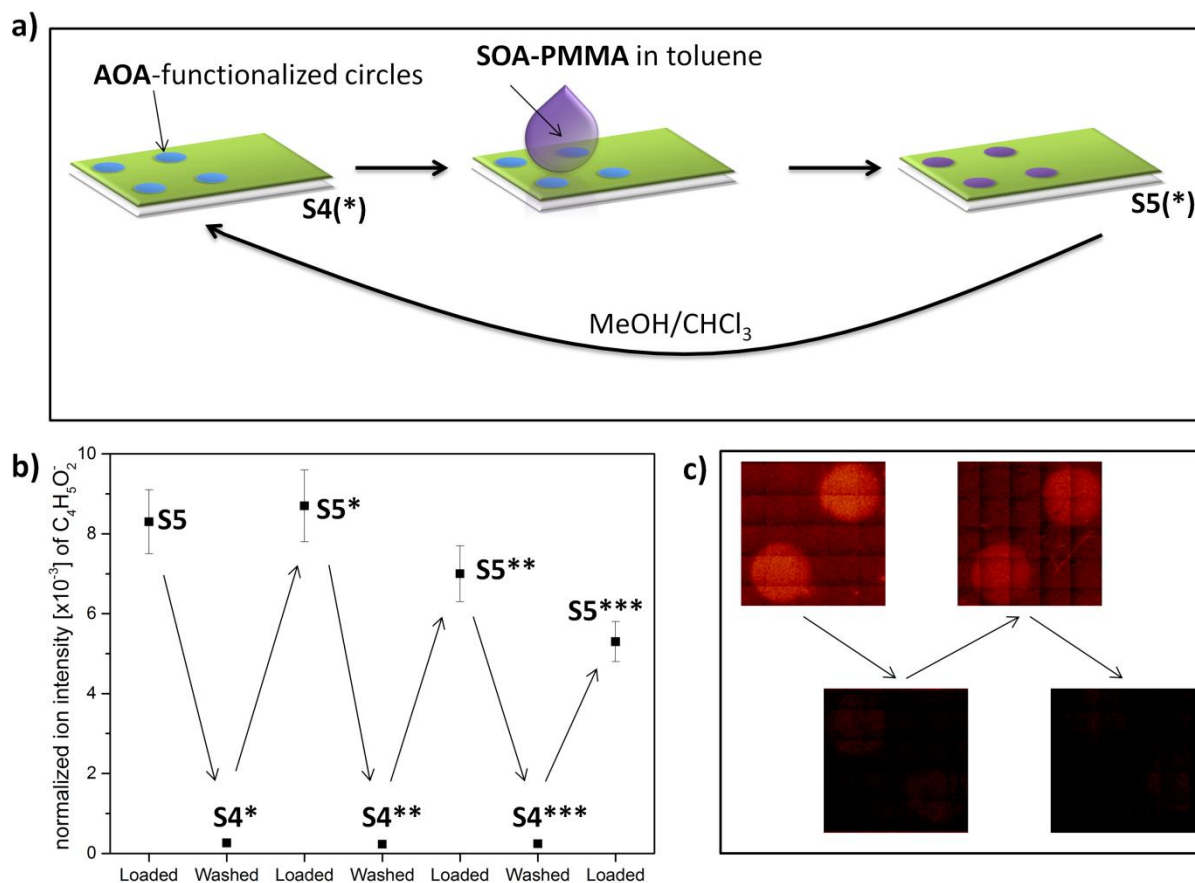 a)
AOA-functionalized circles
SOA-PMMA in toluene
S4(*)
S5(*)
MeOH/CHCl₃
b)
normalized ion intensity [x10⁻³] of C₄H₅O₂⁻
10
8
6
4
2
0
S5
S5*
S5**
S5***
S4*
S4**
S4***
Loaded Washed Loaded Washed Loaded Washed Loaded
c)